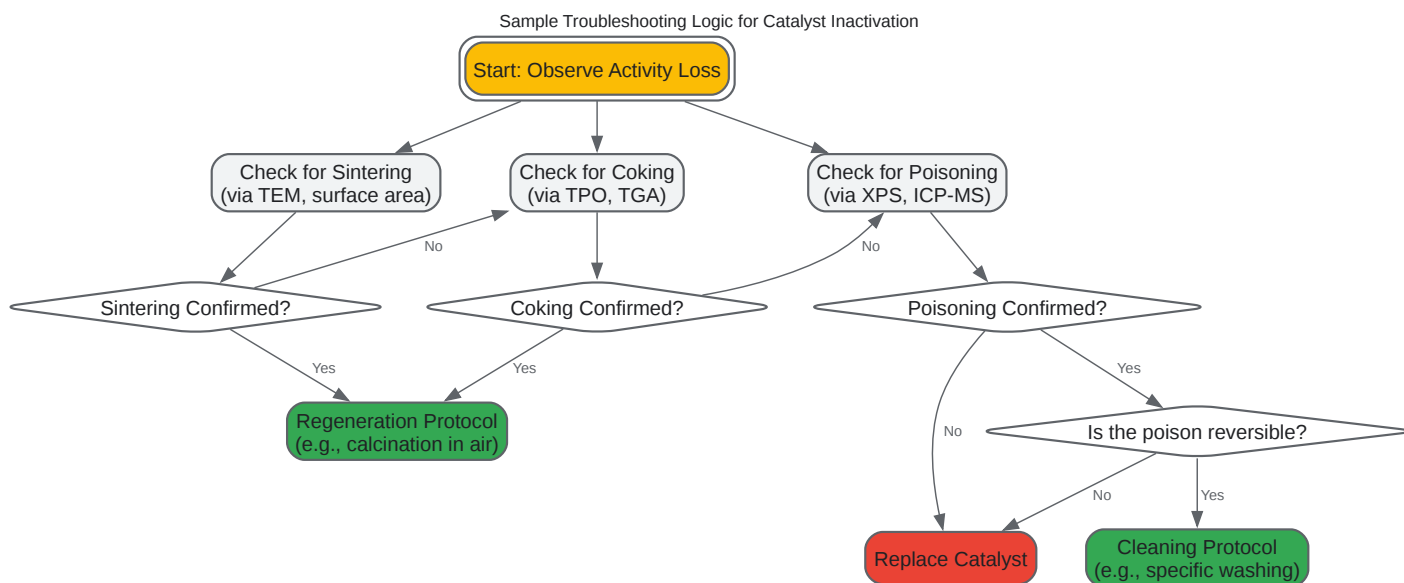 Sample Troubleshooting Logic for Catalyst Inactivation
Start: Observe Activity Loss
Check for Sintering
(via TEM, surface area)
Check for Coking
(via TPO, TGA)
Check for Poisoning
(via XPS, ICP-MS)
No
No
Sintering Confirmed?
Coking Confirmed?
Poisoning Confirmed?
Yes
Yes
Yes
Regeneration Protocol
(e.g., calcination in air)
No
Is the poison reversible?
No
Yes
Replace Catalyst
Cleaning Protocol
(e.g., specific washing)